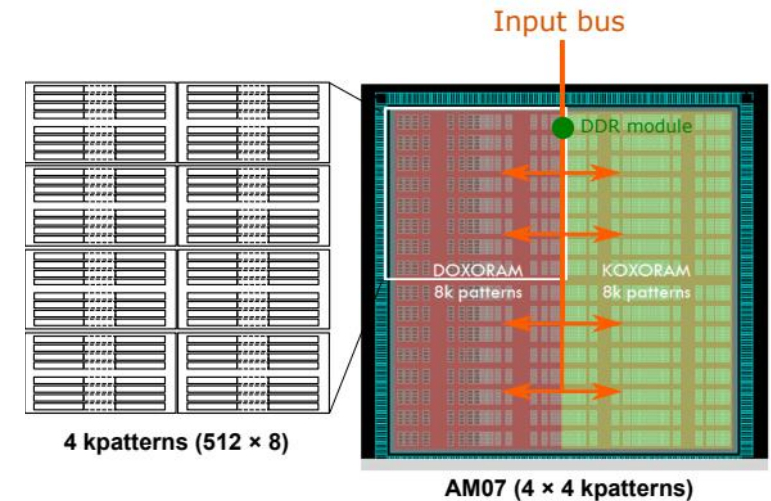 Input bus
DDR module
DOXORAM
8k patterns
KOXORAM
8k patterns
4 kpatterns (512 × 8)
AM07 (4 × 4 kpatterns)